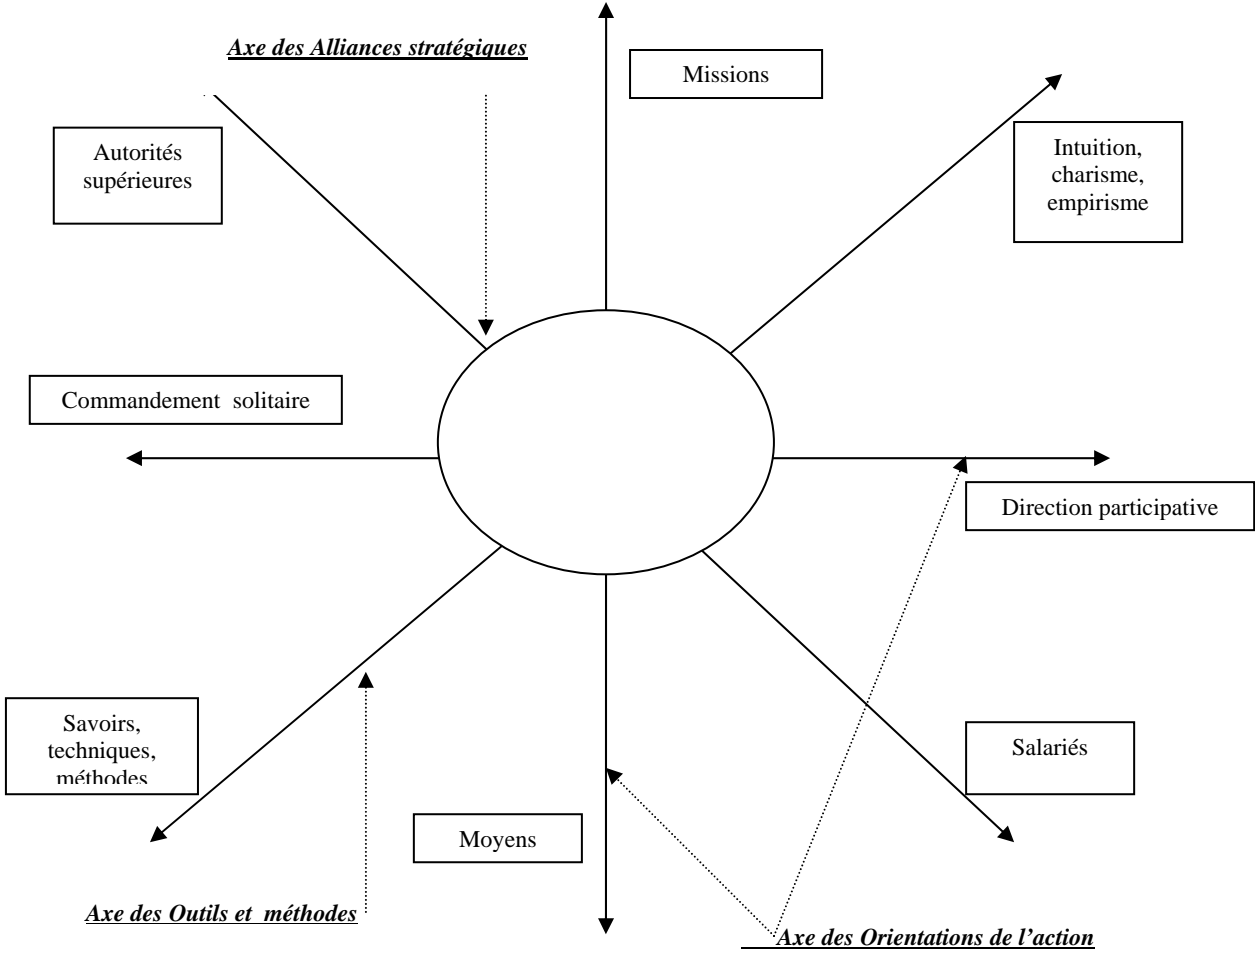 Axe des Alliances stratégiques
Missions
Autorités
supérieures
Intuition,
charisme,
empirisme
Commandement  solitaire
Direction participative
Savoirs,
techniques,
méthodes
Salariés
Moyens
Axe des Outils et  méthodes
Axe des Orientations de l’action